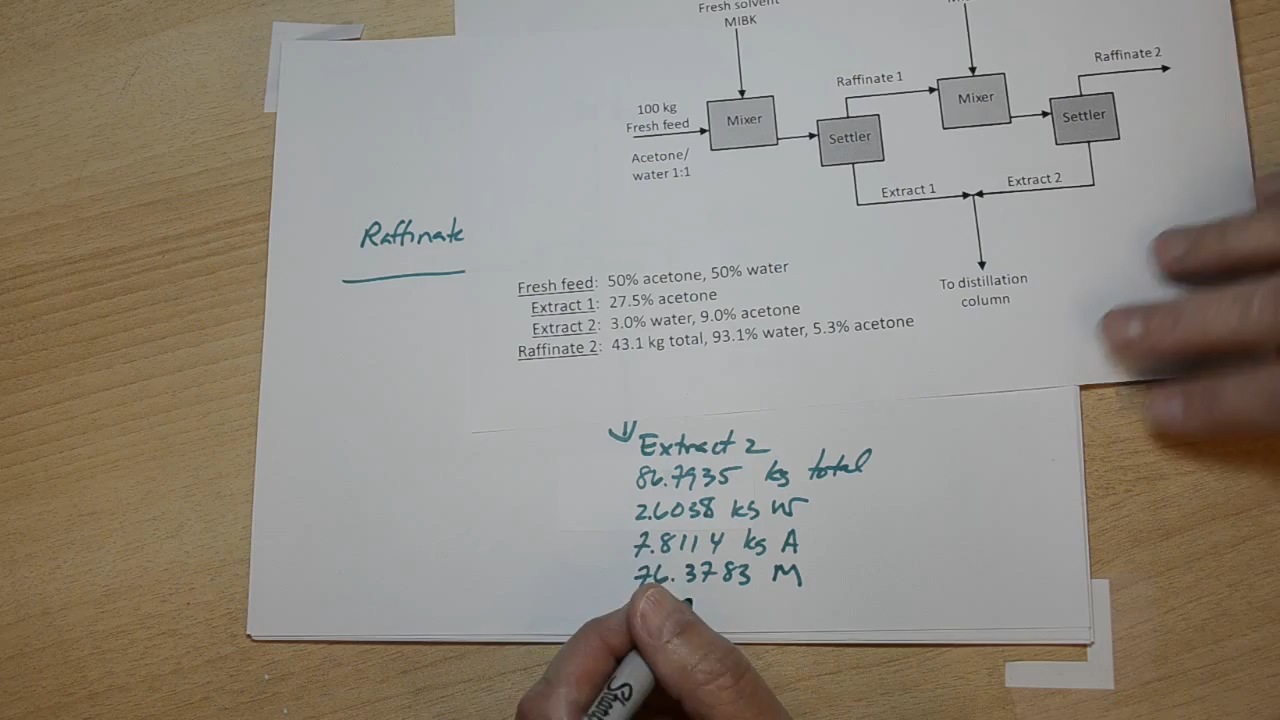 Fresh solvent
MIBK
100 kg
Fresh feed
Acetone/
water 1:1
Mixer
Settler
Raffinate 1
Mixer
Settler
Raffinate 2
Extract 1
Extract 2
To distillation
column
Raffinate
Fresh feed: 50% acetone, 50% water
Extract 1: 27.5% acetone
Extract 2: 3.0% water, 9.0% acetone
Raffinate 2: 43.1 kg total, 93.1% water, 5.3% acetone
Extract 2
86.7935 kg total
2.6038 kg W
7.8114 kg A
76.3783 M